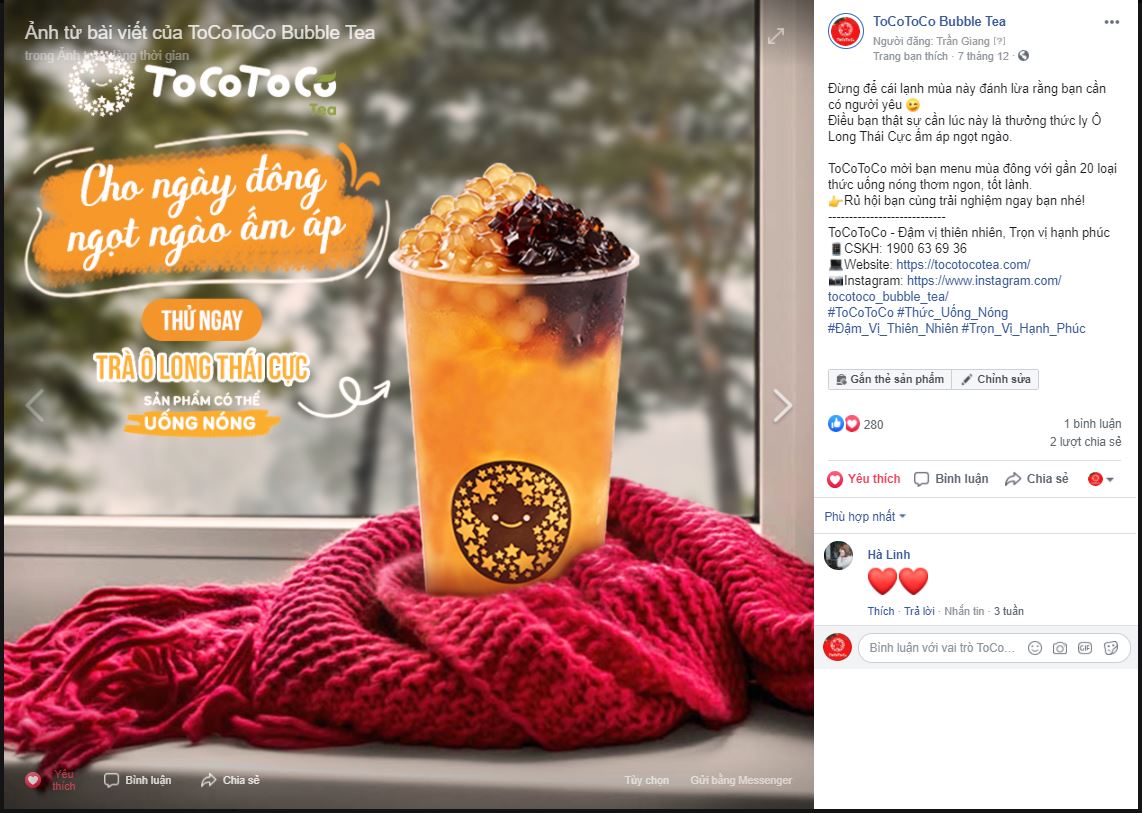 Ảnh từ bài viết của ToCoToCo Bubble Tea
trong Ảnh dòng thời gian
ToCoToCo
Tea
Cho ngày đông
ngọt ngào ấm áp
THỬ NGAY
TRÀ Ô LONG THÁI CỰC
SẢN PHẨM CÓ THỂ
UỐNG NÓNG
Yêu thích
Bình luận
Chia sẻ
Tùy chọn
Gửi bằng Messenger
ToCoToCo Bubble Tea
Người đăng: Trần Giang [?]
Trang bạn thích · 7 tháng 12 ·
Đừng để cái lạnh mùa này đánh lừa rằng bạn cần
có người yêu 😜
Điều bạn thật sự cần lúc này là thưởng thức ly Ô
Long Thái Cực ấm áp ngọt ngào.
ToCoToCo mời bạn menu mùa đông với gần 20 loại
thức uống nóng thơm ngon, tốt lành.
👉Rủ hội bạn cùng trải nghiệm ngay bạn nhé!
----------------------------
ToCoToCo - Đậm vị thiên nhiên, Trọn vị hạnh phúc
📱CSKH: 1900 63 69 36
💻Website: https://tocotocotea.com/
📷Instagram: https://www.instagram.com/
tocotoco_bubble_tea/
#ToCoToCo #Thức_Uống_Nóng
#Đậm_Vị_Thiên_Nhiên #Trọn_Vị_Hạnh_Phúc
Gắn thẻ sản phẩm
Chỉnh sửa
280
1 bình luận
2 lượt chia sẻ
Yêu thích
Bình luận
Chia sẻ
Phù hợp nhất
Hà Linh
❤️❤️
Thích · Trả lời · Nhắn tin · 3 tuần
Bình luận với vai trò ToCo...
GIF